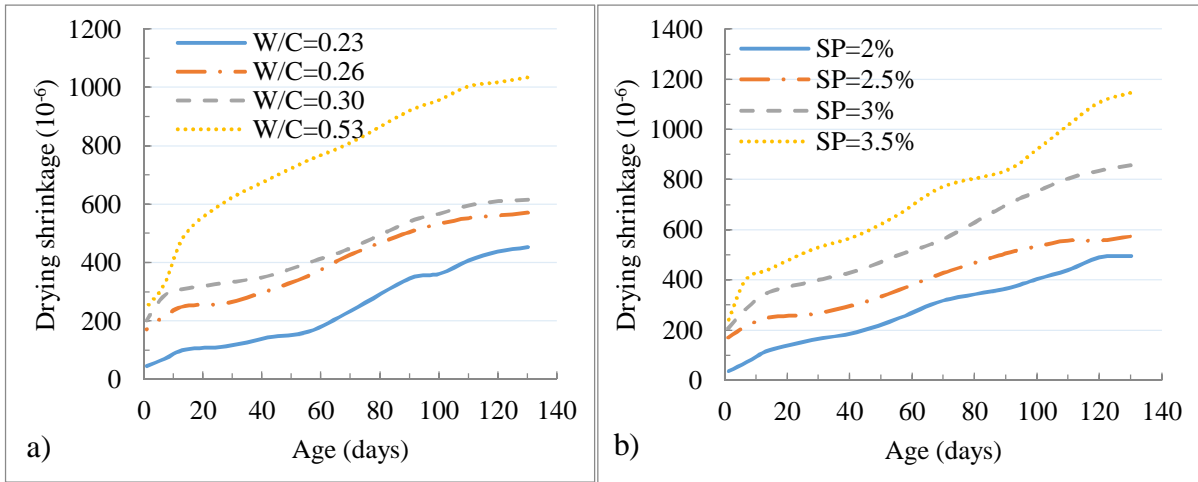 1200
1000
800
600
400
200
0
Drying shrinkage (10⁻⁶)
W/C=0.23
W/C=0.26
W/C=0.30
W/C=0.53
0 20 40 60 80 100 120 140
Age (days)
a)
1400
1200
1000
800
600
400
200
0
Drying shrinkage (10⁻⁶)
SP=2%
SP=2.5%
SP=3%
SP=3.5%
0 20 40 60 80 100 120 140
Age (days)
b)